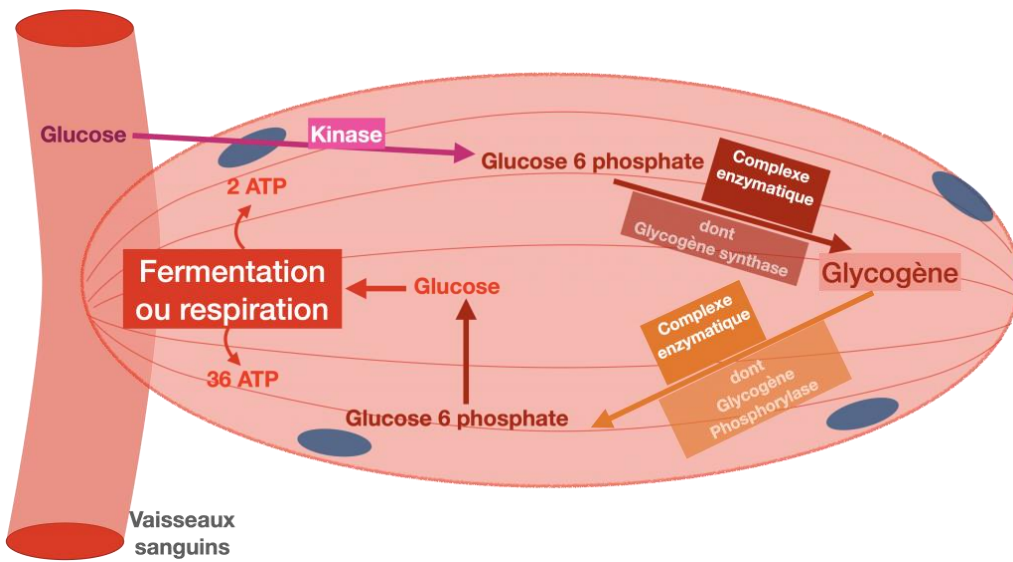 Glucose
Kinase
Glucose 6 phosphate
Complexe
enzymatique
dont
Glycogène synthase
Glycogène
2 ATP
Fermentation
ou respiration
Glucose
36 ATP
Complexe
enzymatique
dont
Glycogène
Phosphorylase
Glucose 6 phosphate
Vaisseaux
sanguins